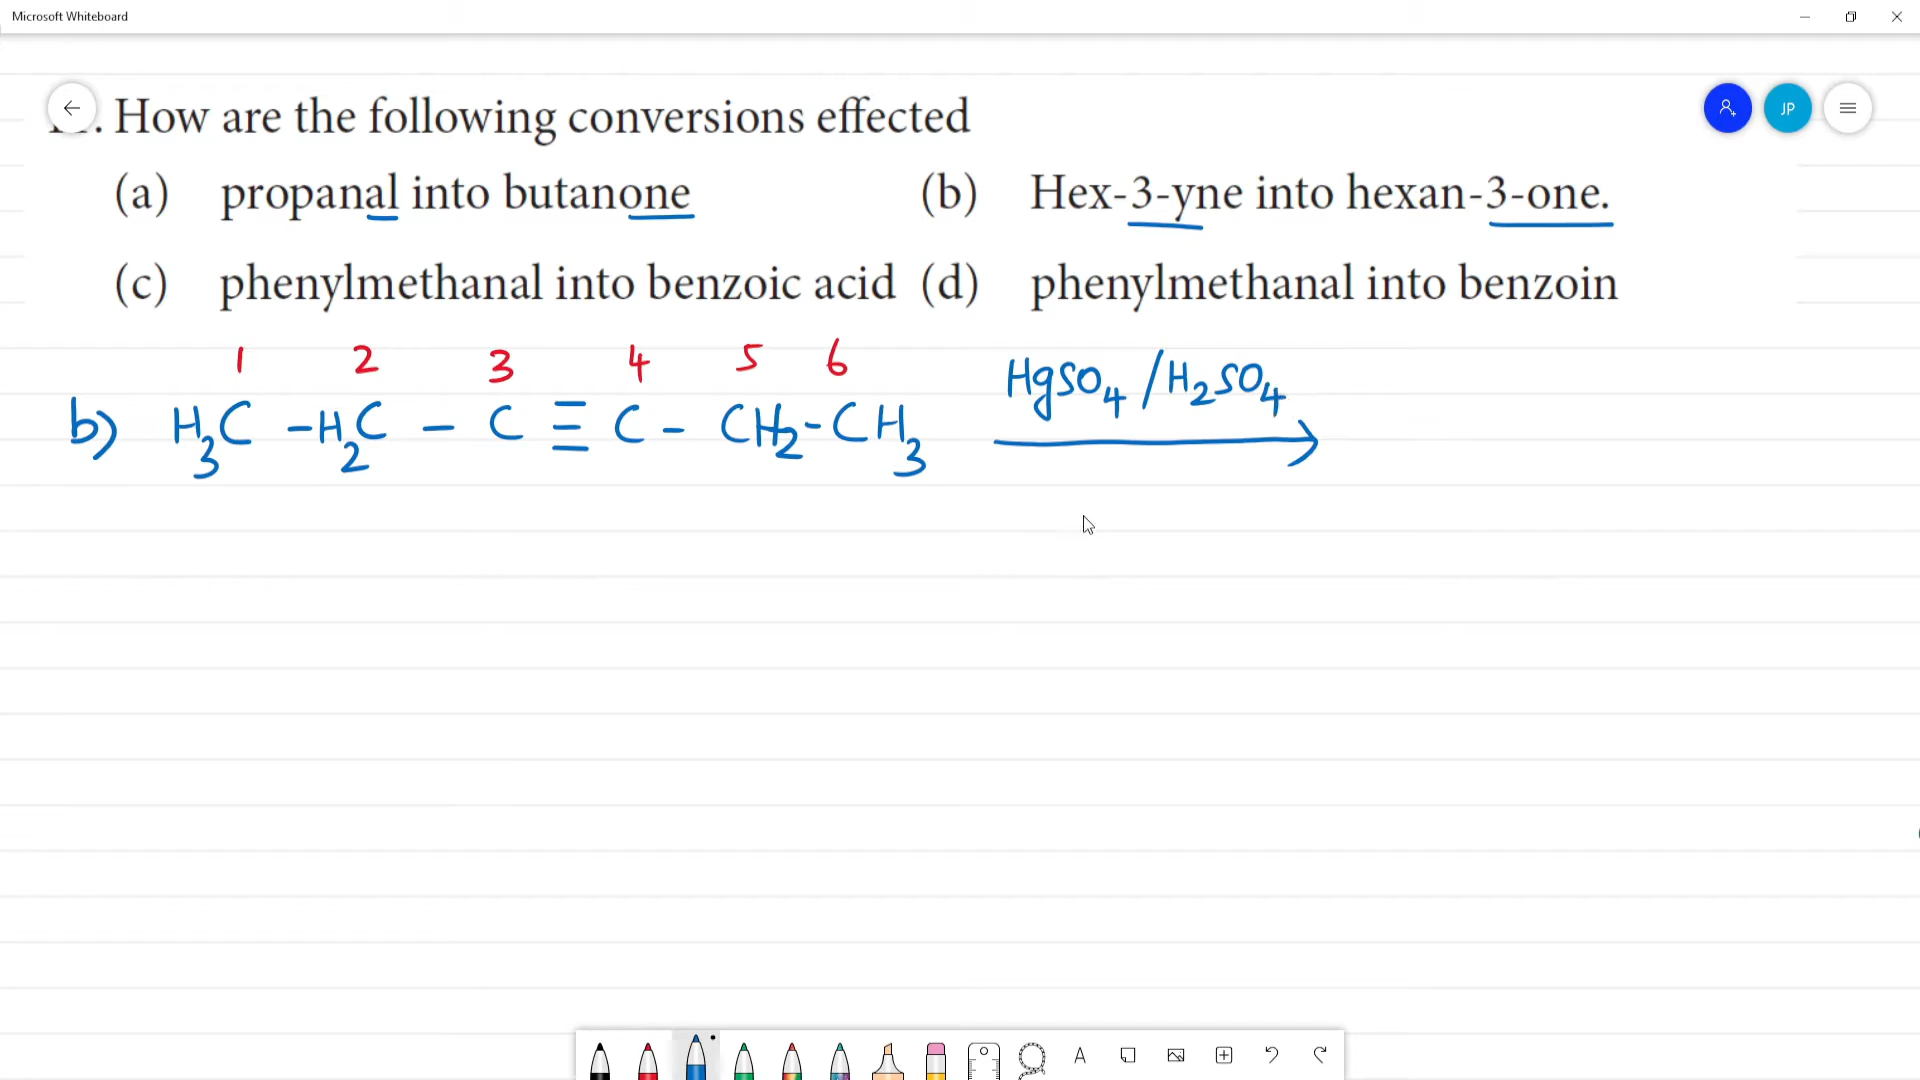 Microsoft Whiteboard
. How are the following conversions effected
JP
(a) propanal into butanone (b) Hex-3-yne into hexan-3-one.
(c) phenylmethanal into benzoic acid (d) phenylmethanal into benzoin
1 2 3 4 5 6
HgSO₄ /H₂SO₄
b) H₃C -H₂C - C ≡ C - CH₂-CH₃ →
A